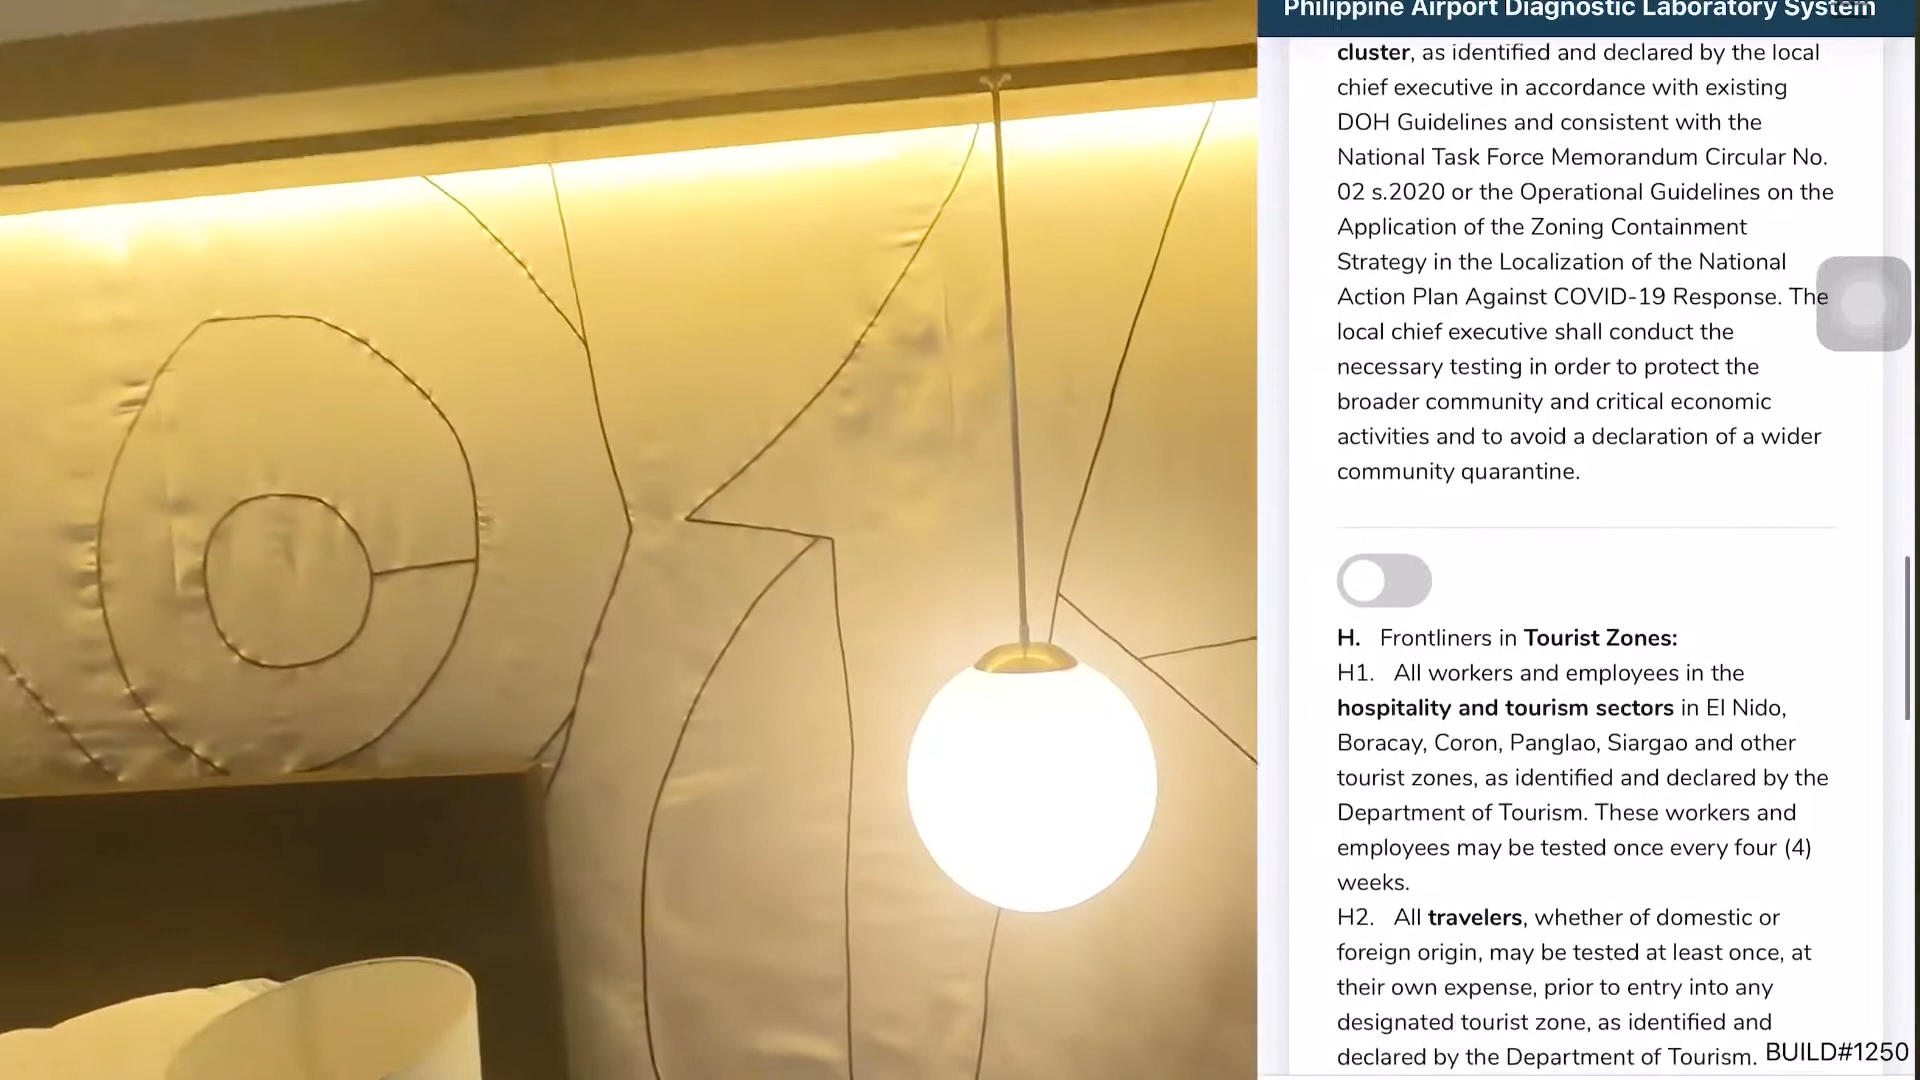 Philippine Airport Diagnostic Laboratory System
cluster, as identified and declared by the local
chief executive in accordance with existing
DOH Guidelines and consistent with the
National Task Force Memorandum Circular No.
02 s.2020 or the Operational Guidelines on the
Application of the Zoning Containment
Strategy in the Localization of the National
Action Plan Against COVID-19 Response. The
local chief executive shall conduct the
necessary testing in order to protect the
broader community and critical economic
activities and to avoid a declaration of a wider
community quarantine.
H. Frontliners in Tourist Zones:
H1. All workers and employees in the
hospitality and tourism sectors in El Nido,
Boracay, Coron, Panglao, Siargao and other
tourist zones, as identified and declared by the
Department of Tourism. These workers and
employees may be tested once every four (4)
weeks.
H2. All travelers, whether of domestic or
foreign origin, may be tested at least once, at
their own expense, prior to entry into any
designated tourist zone, as identified and
declared by the Department of Tourism.
BUILD#1250